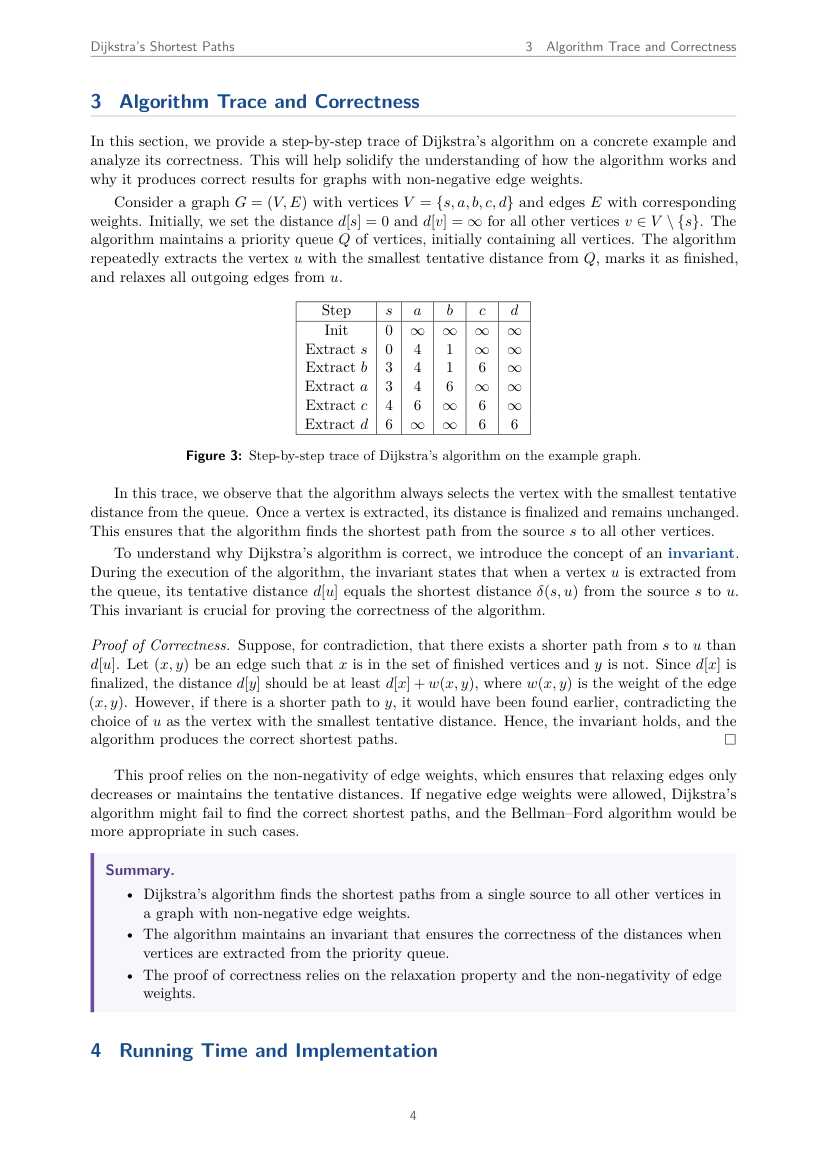 Dijkstra's Shortest Paths 3 Algorithm Trace and Correctness
3 Algorithm Trace and Correctness
In this section, we provide a step-by-step trace of Dijkstra's algorithm on a concrete example and
analyze its correctness. This will help solidify the understanding of how the algorithm works and
why it produces correct results for graphs with non-negative edge weights.
Consider a graph G = (V, E) with vertices V = {s, a, b, c, d} and edges E with corresponding
weights. Initially, we set the distance d[s] = 0 and d[v] = ∞ for all other vertices v ∈ V \ {s}. The
algorithm maintains a priority queue Q of vertices, initially containing all vertices. The algorithm
repeatedly extracts the vertex u with the smallest tentative distance from Q, marks it as finished,
and relaxes all outgoing edges from u.
Step s a b c d
Init 0 ∞ ∞ ∞ ∞
Extract s 0 4 1 ∞ ∞
Extract b 3 4 1 6 ∞
Extract a 3 4 6 ∞ ∞
Extract c 4 6 ∞ 6 ∞
Extract d 6 ∞ ∞ 6 6
Figure 3: Step-by-step trace of Dijkstra's algorithm on the example graph.
In this trace, we observe that the algorithm always selects the vertex with the smallest tentative
distance from the queue. Once a vertex is extracted, its distance is finalized and remains unchanged.
This ensures that the algorithm finds the shortest path from the source s to all other vertices.
To understand why Dijkstra's algorithm is correct, we introduce the concept of an invariant.
During the execution of the algorithm, the invariant states that when a vertex u is extracted from
the queue, its tentative distance d[u] equals the shortest distance δ(s, u) from the source s to u.
This invariant is crucial for proving the correctness of the algorithm.
Proof of Correctness. Suppose, for contradiction, that there exists a shorter path from s to u than
d[u]. Let (x, y) be an edge such that x is in the set of finished vertices and y is not. Since d[x] is
finalized, the distance d[y] should be at least d[x] + w(x, y), where w(x, y) is the weight of the edge
(x, y). However, if there is a shorter path to y, it would have been found earlier, contradicting the
choice of u as the vertex with the smallest tentative distance. Hence, the invariant holds, and the
algorithm produces the correct shortest paths. □
This proof relies on the non-negativity of edge weights, which ensures that relaxing edges only
decreases or maintains the tentative distances. If negative edge weights were allowed, Dijkstra's
algorithm might fail to find the correct shortest paths, and the Bellman–Ford algorithm would be
more appropriate in such cases.
Summary.
• Dijkstra's algorithm finds the shortest paths from a single source to all other vertices in
a graph with non-negative edge weights.
• The algorithm maintains an invariant that ensures the correctness of the distances when
vertices are extracted from the priority queue.
• The proof of correctness relies on the relaxation property and the non-negativity of edge
weights.
4 Running Time and Implementation
4